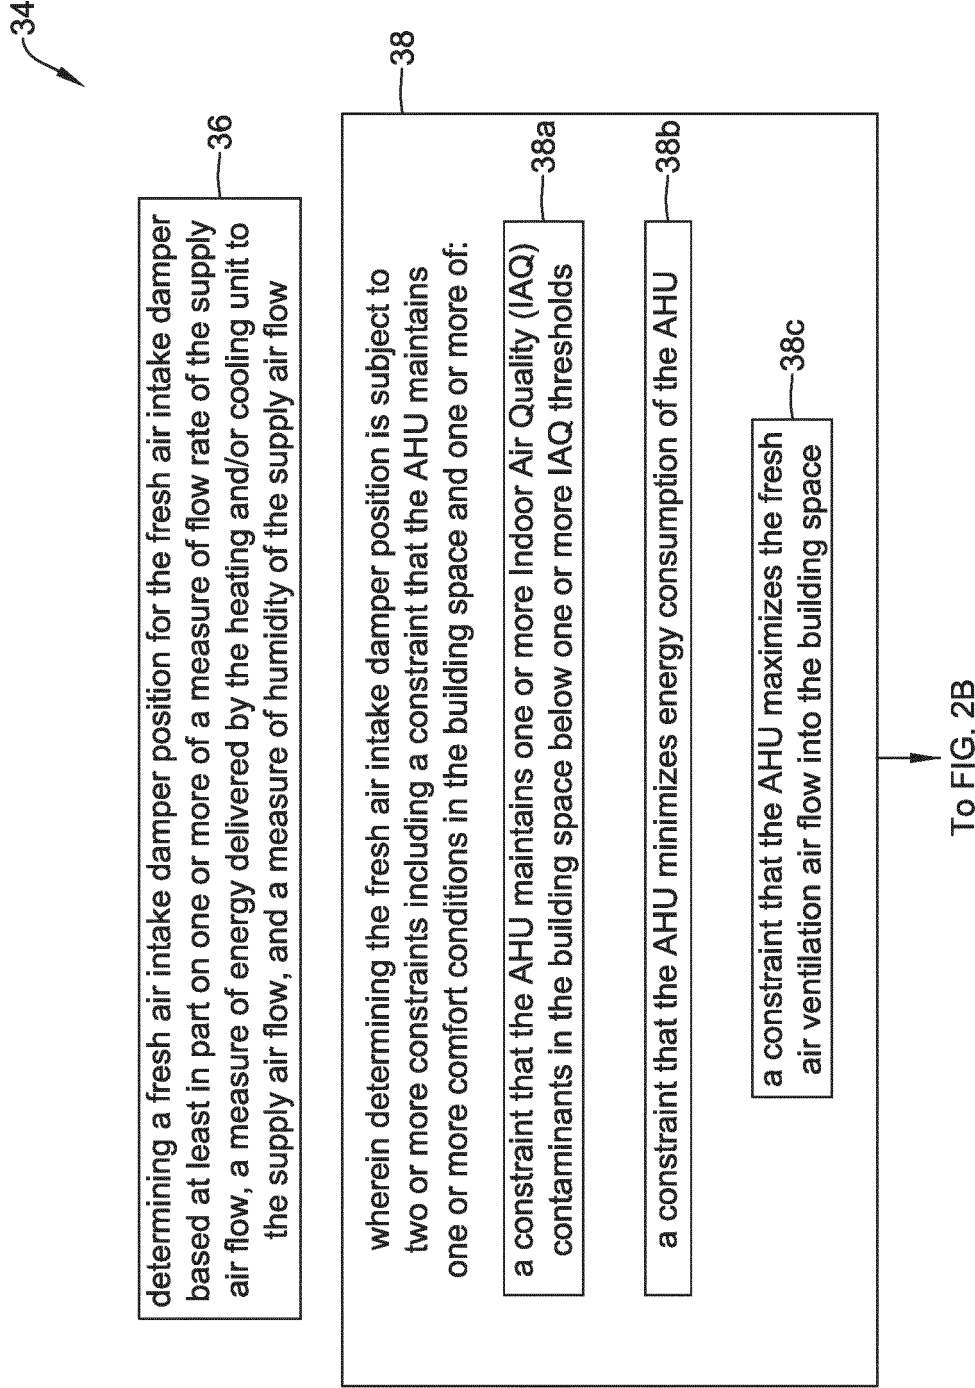 34
36
determining a fresh air intake damper position for the fresh air intake damper
based at least in part on one or more of a measure of flow rate of the supply
air flow, a measure of energy delivered by the heating and/or cooling unit to
the supply air flow, and a measure of humidity of the supply air flow
38
wherein determining the fresh air intake damper position is subject to
two or more constraints including a constraint that the AHU maintains
one or more comfort conditions in the building space and one or more of:
38a
a constraint that the AHU maintains one or more Indoor Air Quality (IAQ)
contaminants in the building space below one or more IAQ thresholds
38b
a constraint that the AHU minimizes energy consumption of the AHU
38c
a constraint that the AHU maximizes the fresh
air ventilation air flow into the building space
To FIG. 2B